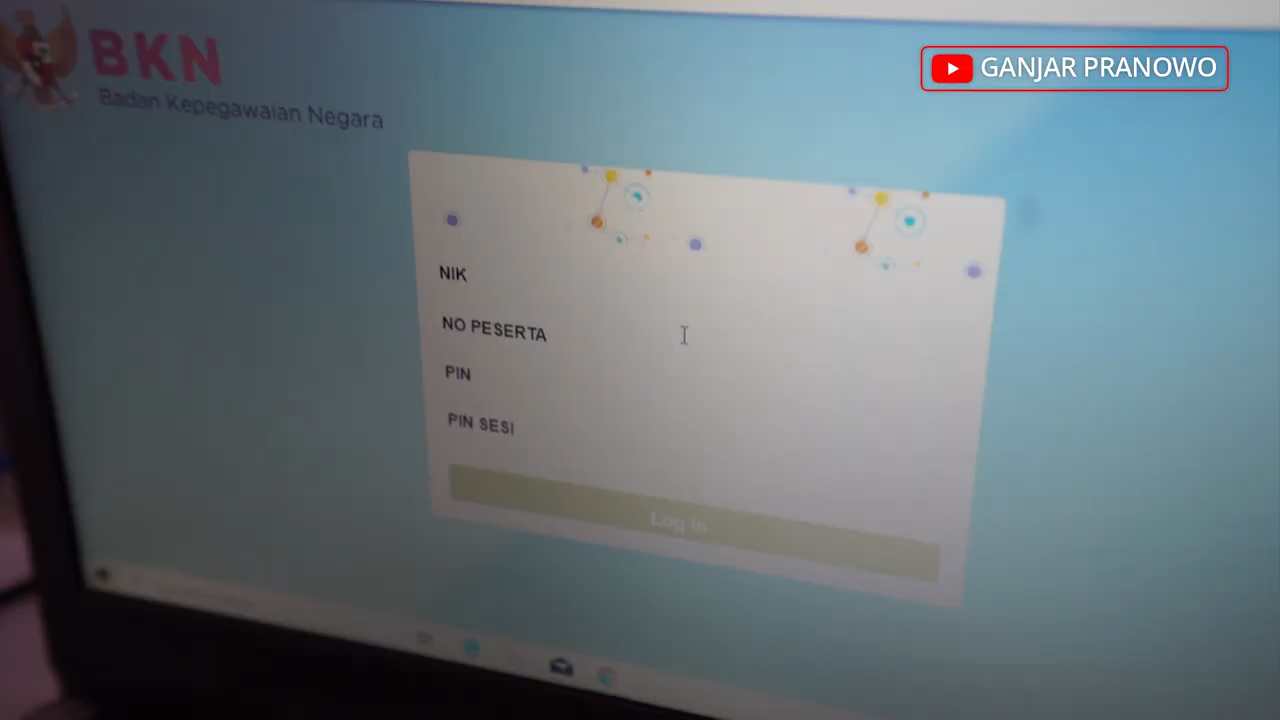 BKN
Badan Kepegawaian Negara
GANJAR PRANOWO
NIK
NO PESERTA
PIN
PIN SESI
Log in